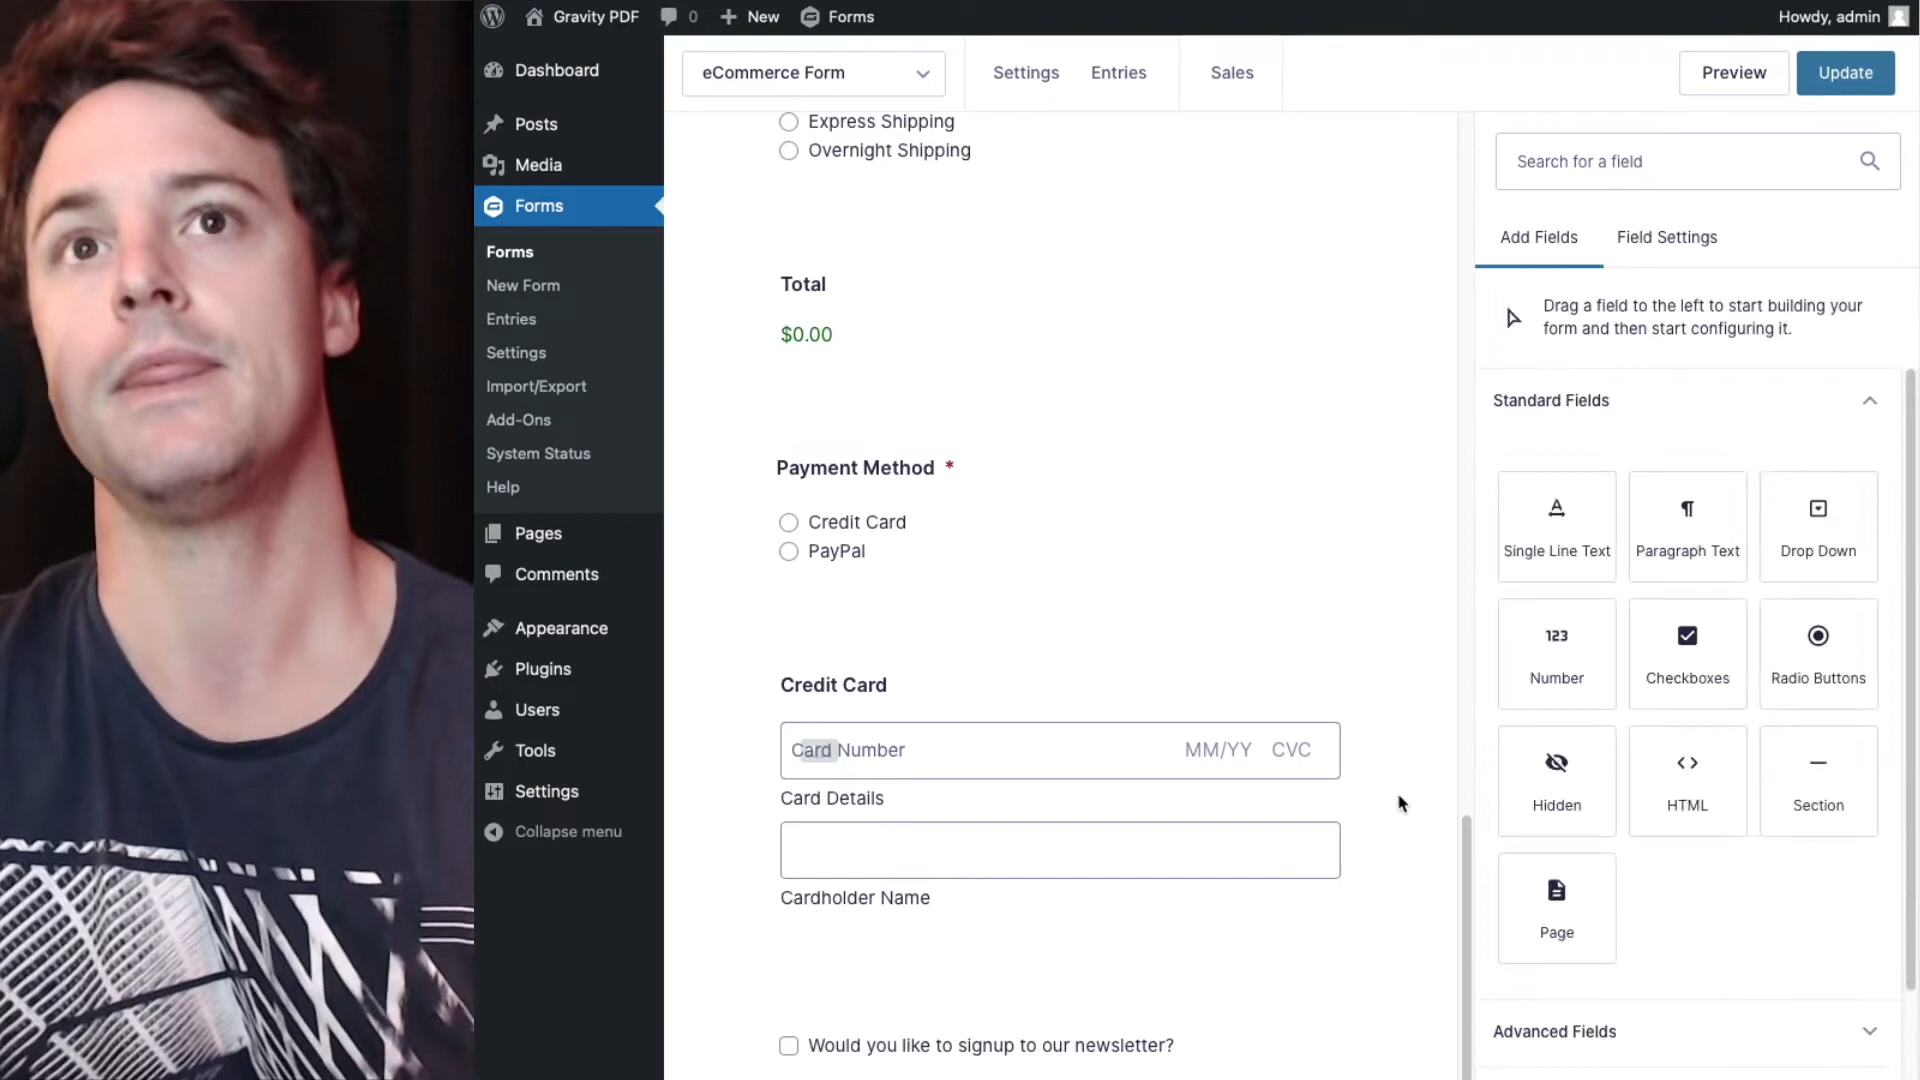 Gravity PDF
0
New
Forms
Howdy, admin
Dashboard
Posts
Media
Forms
Forms
New Form
Entries
Settings
Import/Export
Add-Ons
System Status
Help
Pages
Comments
Appearance
Plugins
Users
Tools
Settings
Collapse menu
eCommerce Form
Settings
Entries
Sales
Preview
Update
Express Shipping
Overnight Shipping
Total
$0.00
Payment Method *
Credit Card
PayPal
Credit Card
Card Number MM/YY CVC
Card Details
Cardholder Name
Would you like to signup to our newsletter?
Search for a field
Add Fields
Field Settings
Drag a field to the left to start building your
form and then start configuring it.
Standard Fields
Single Line Text
Paragraph Text
Drop Down
123
Number
Checkboxes
Radio Buttons
Hidden
HTML
Section
Page
Advanced Fields